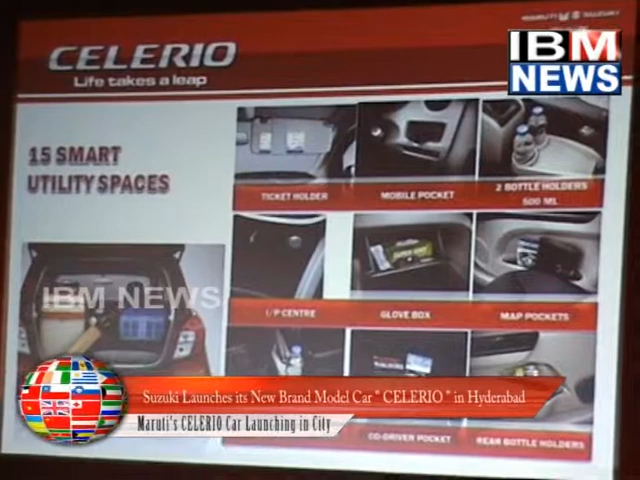 MARUTI SUZUKI
CELERIO
Life takes a leap
IBM
NEWS
15 SMART
UTILITY SPACES
TICKET HOLDER
MOBILE POCKET
2 BOTTLE HOLDERS
500 ML
IBM NEWS
I/P CENTRE
GLOVE BOX
MAP POCKETS
Suzuki Launches its New Brand Model Car " CELERIO " in Hyderabad
Maruti's CELERIO Car Launching in City
CO-DRIVER POCKET
REAR BOTTLE HOLDERS